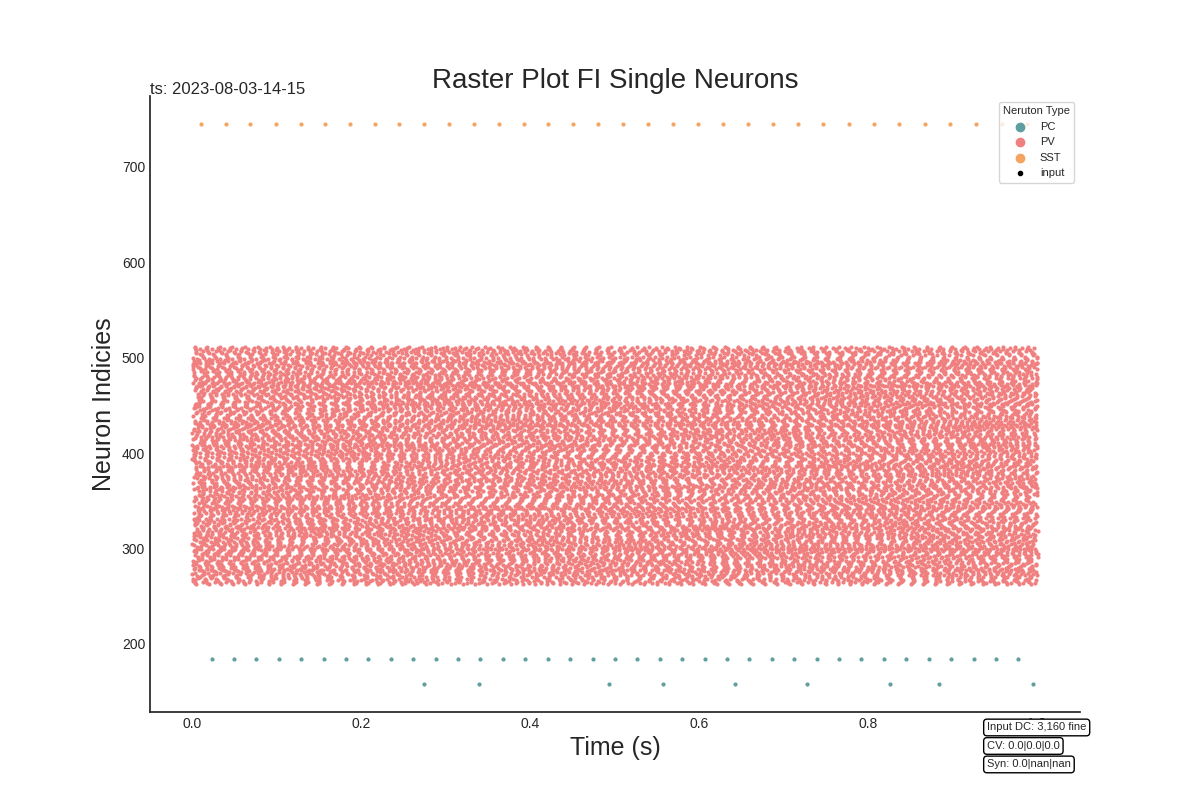 Raster Plot FI Single Neurons
ts: 2023-08-03-14-15
Neruton Type
PC
PV
SST
input
Neuron Indicies
700
600
500
400
300
200
0.0 0.2 0.4 0.6 0.8
Time (s)
Input DC: 3,160 fine
CV: 0.0|0.0|0.0
Syn: 0.0|nan|nan